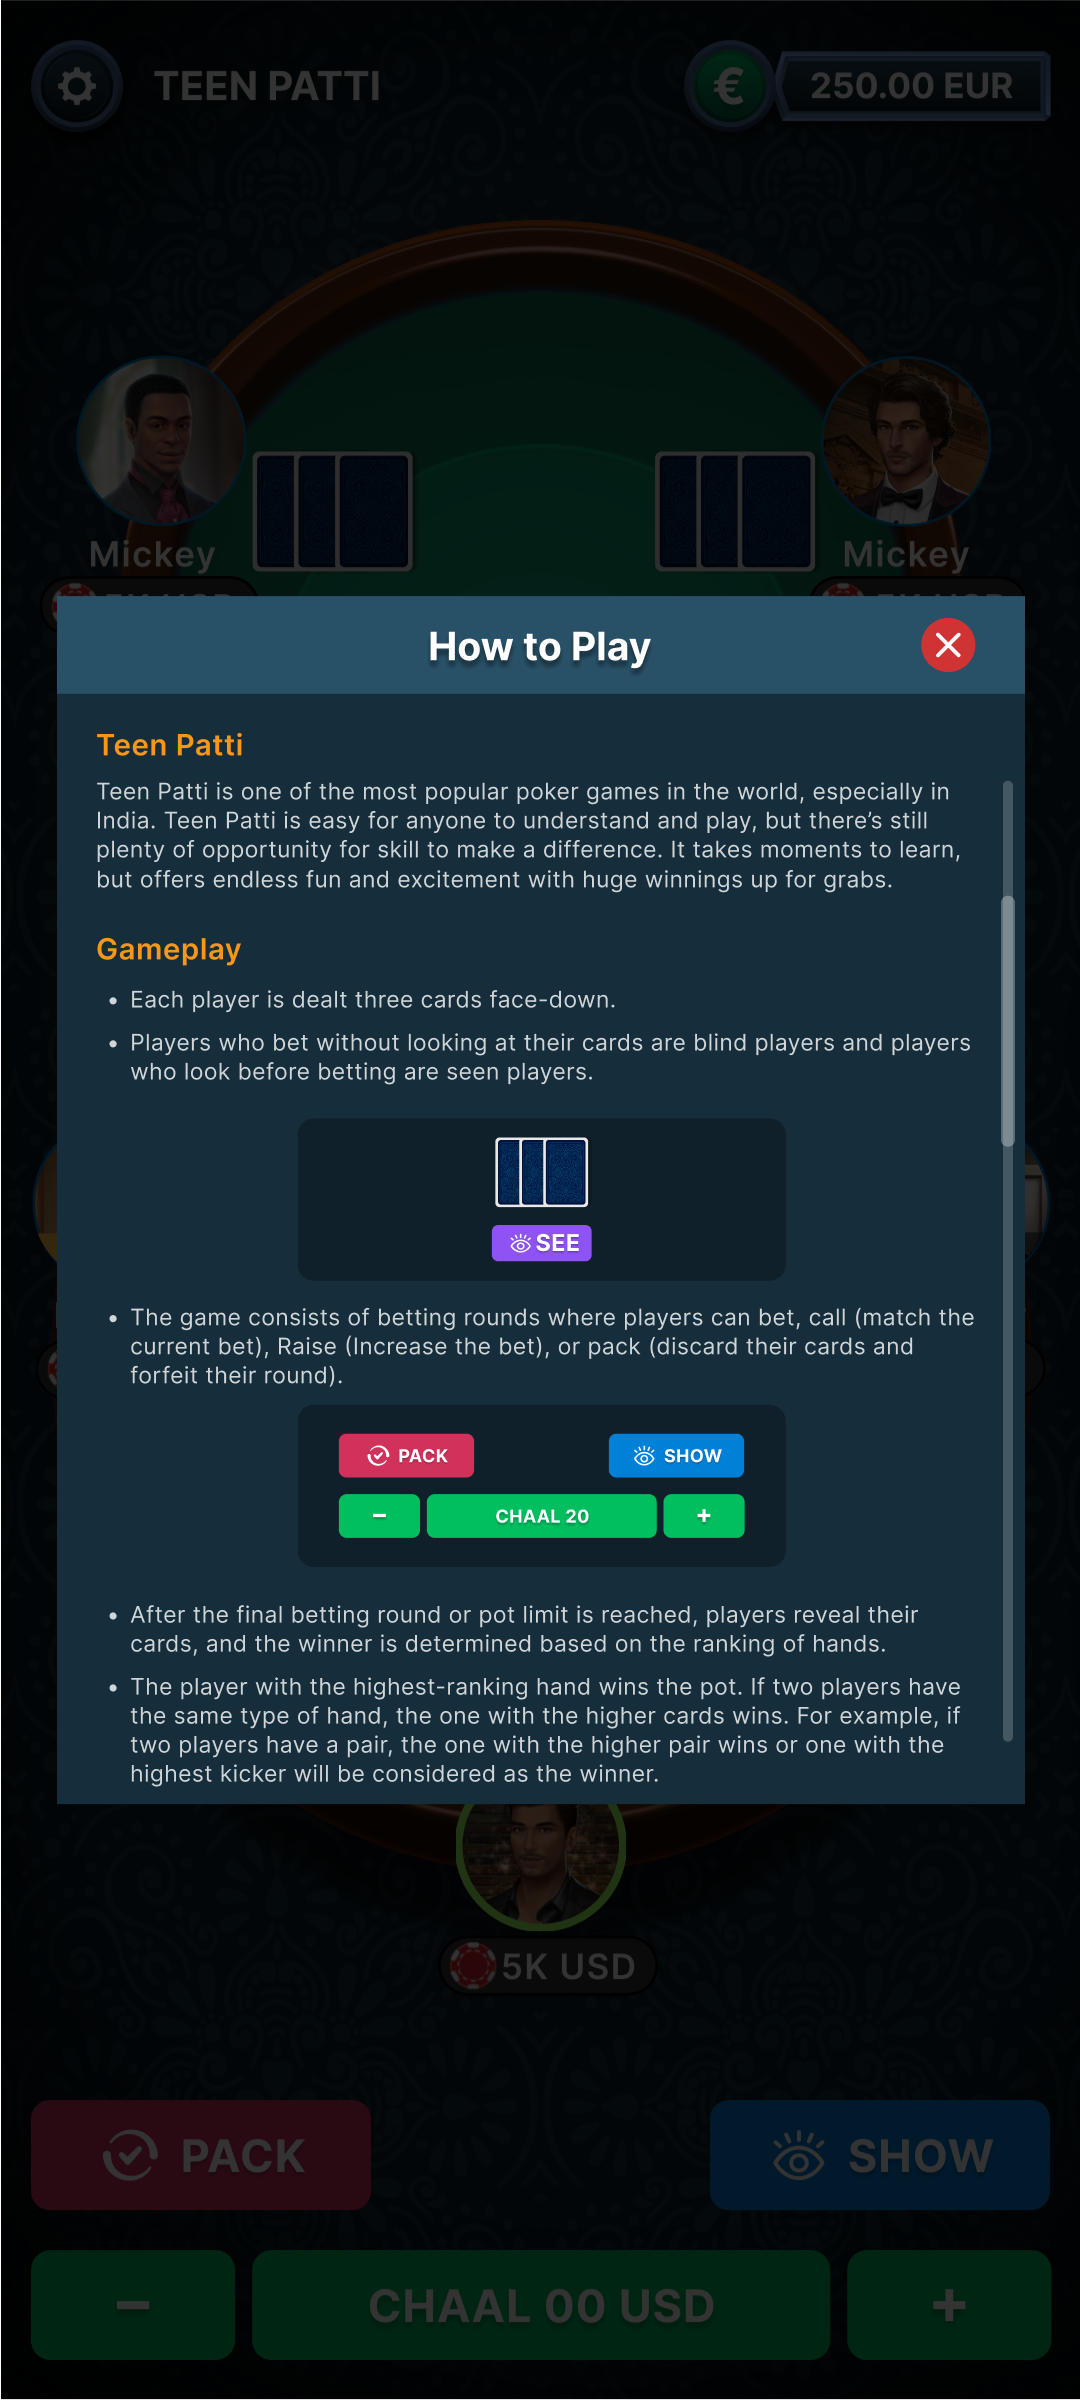 TEEN PATTI
€
250.00 EUR
Mickey
Mickey
How to Play
Teen Patti
Teen Patti is one of the most popular poker games in the world, especially in
India. Teen Patti is easy for anyone to understand and play, but there’s still
plenty of opportunity for skill to make a difference. It takes moments to learn,
but offers endless fun and excitement with huge winnings up for grabs.
Gameplay
• Each player is dealt three cards face-down.
• Players who bet without looking at their cards are blind players and players
who look before betting are seen players.
SEE
• The game consists of betting rounds where players can bet, call (match the
current bet), Raise (Increase the bet), or pack (discard their cards and
forfeit their round).
PACK
SHOW
−
CHAAL 20
+
• After the final betting round or pot limit is reached, players reveal their
cards, and the winner is determined based on the ranking of hands.
• The player with the highest-ranking hand wins the pot. If two players have
the same type of hand, the one with the higher cards wins. For example, if
two players have a pair, the one with the higher pair wins or one with the
highest kicker will be considered as the winner.
5K USD
PACK
SHOW
−
CHAAL 00 USD
+